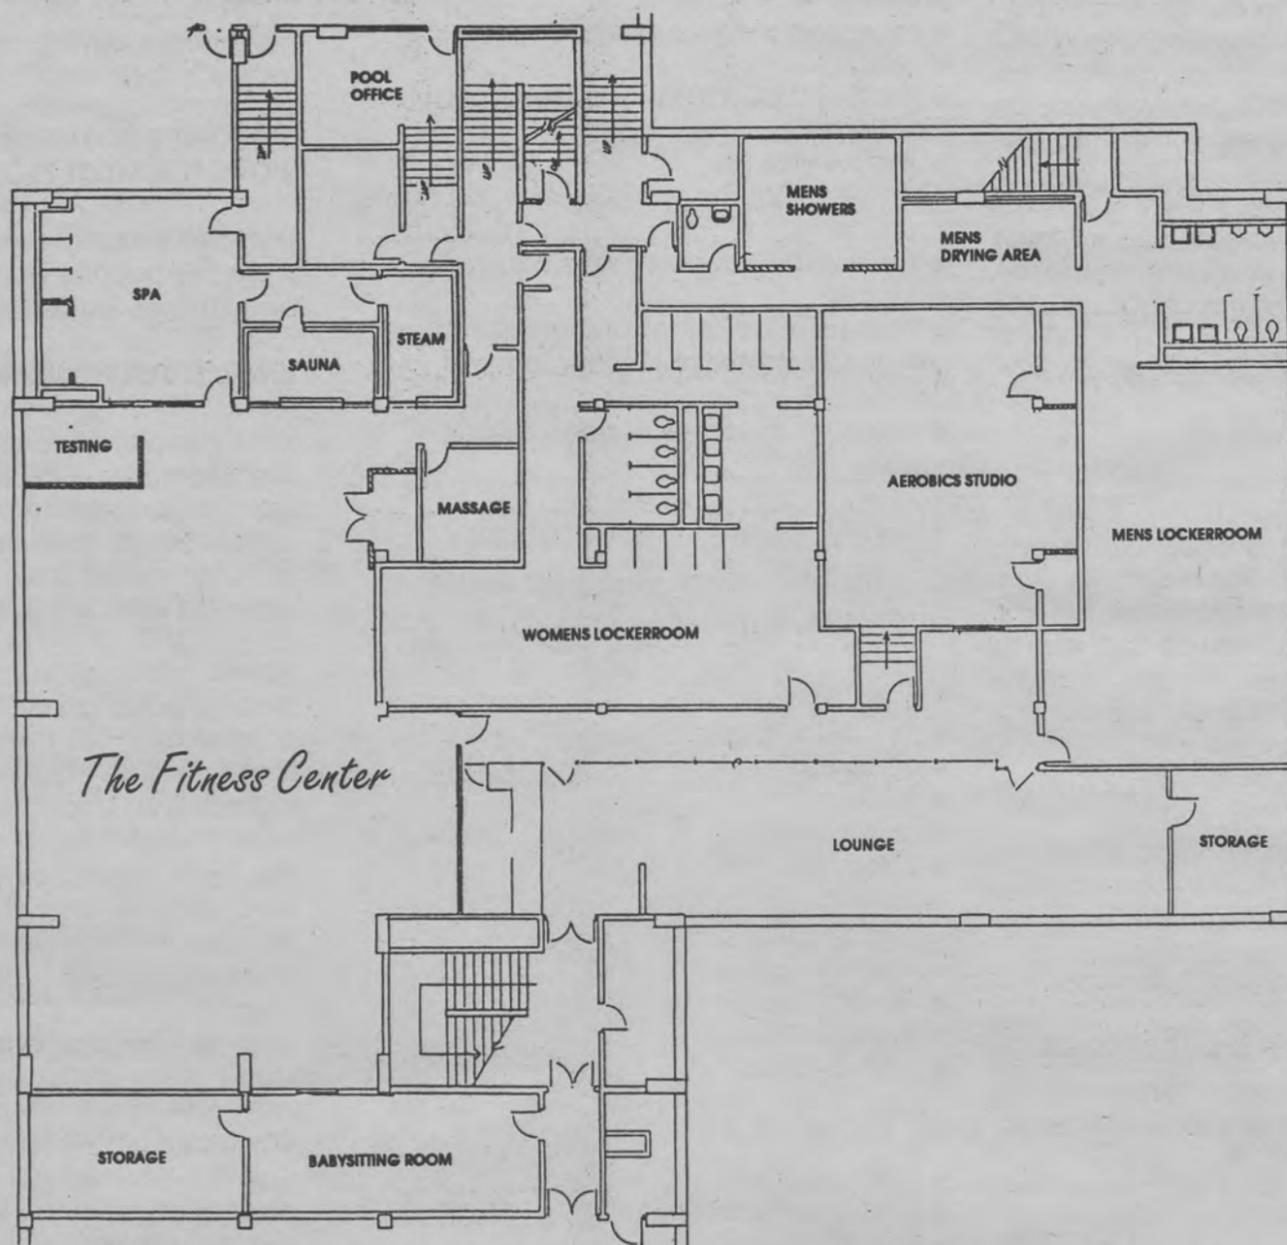 POOL
OFFICE
MENS
SHOWERS
MENS
DRYING AREA
SPA
STEAM
SAUNA
TESTING
MASSAGE
AEROBICS STUDIO
MENS LOCKERROOM
WOMENS LOCKERROOM
The Fitness Center
LOUNGE
STORAGE
STORAGE
BABYSITTING ROOM